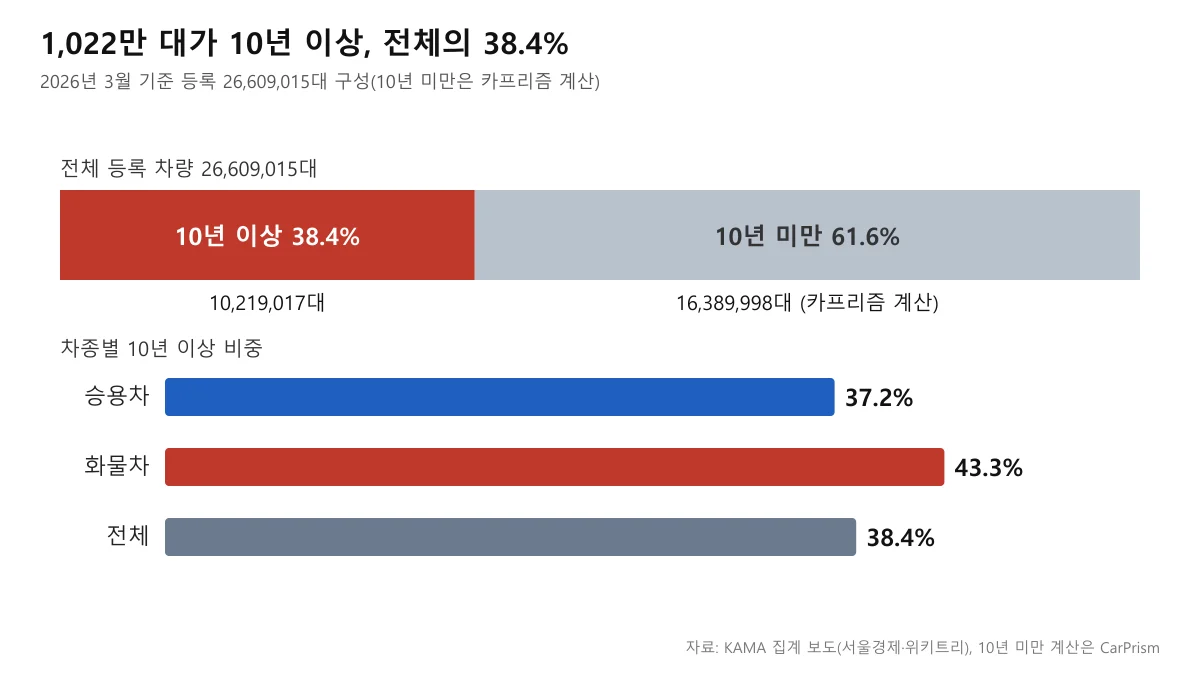 1,022만 대가 10년 이상, 전체의 38.4%
2026년 3월 기준 등록 26,609,015대 구성(10년 미만은 카프리즘 계산)
전체 등록 차량 26,609,015대
10년 이상 38.4%
10년 미만 61.6%
10,219,017대
16,389,998대 (카프리즘 계산)
차종별 10년 이상 비중
승용차
37.2%
화물차
43.3%
전체
38.4%
자료: KAMA 집계 보도(서울경제·위키트리), 10년 미만 계산은 CarPrism